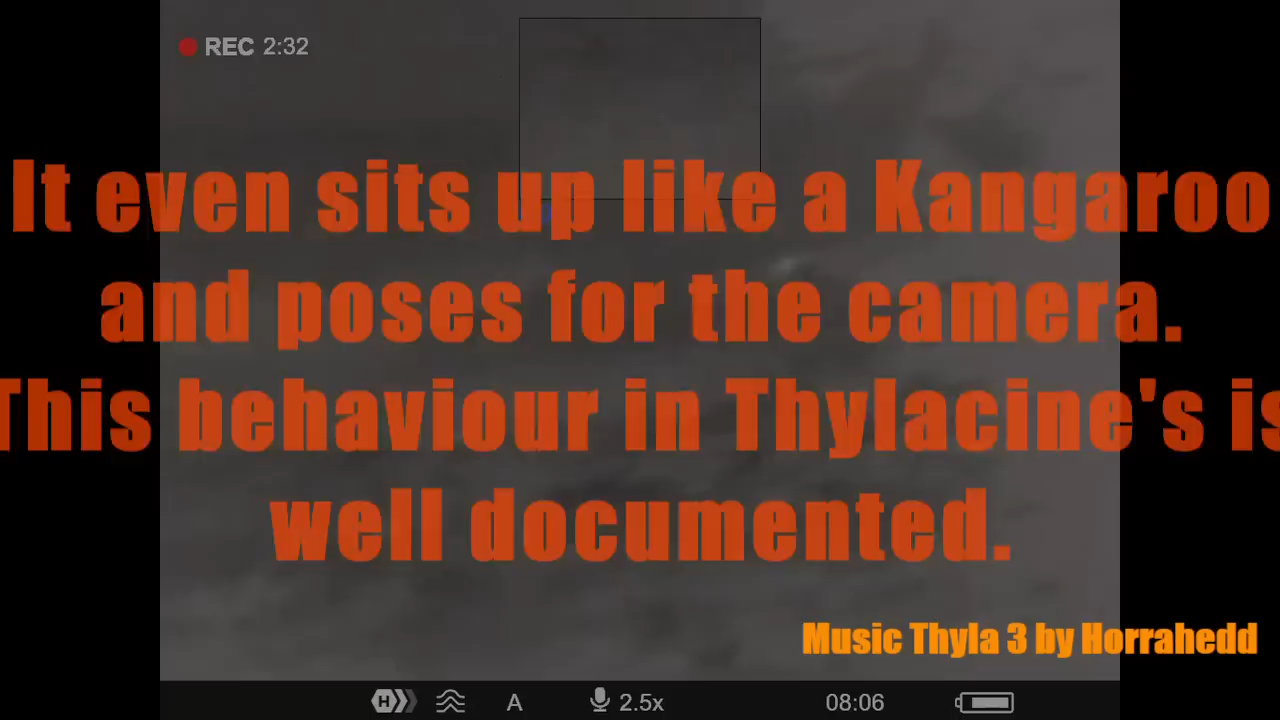 REC 2:32
It even sits up like a Kangaroo
and poses for the camera.
This behaviour in Thylacine's is
well documented.
Music Thyla 3 by Horrahedd
H A 2.5x 08:06